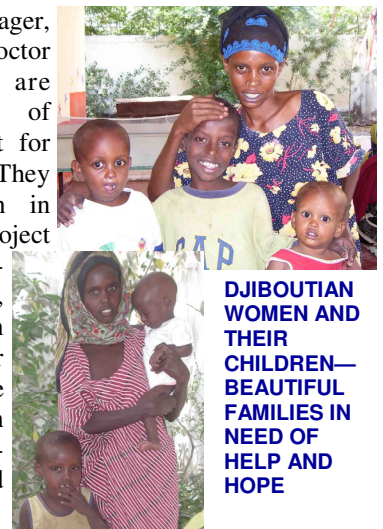 ager,
octor
are
of
t for
They
n in
oject
-
,
n
r
e
n
-
d
GAP
DJIBOUTIAN
WOMEN AND
THEIR
CHILDREN—
BEAUTIFUL
FAMILIES IN
NEED OF
HELP AND
HOPE